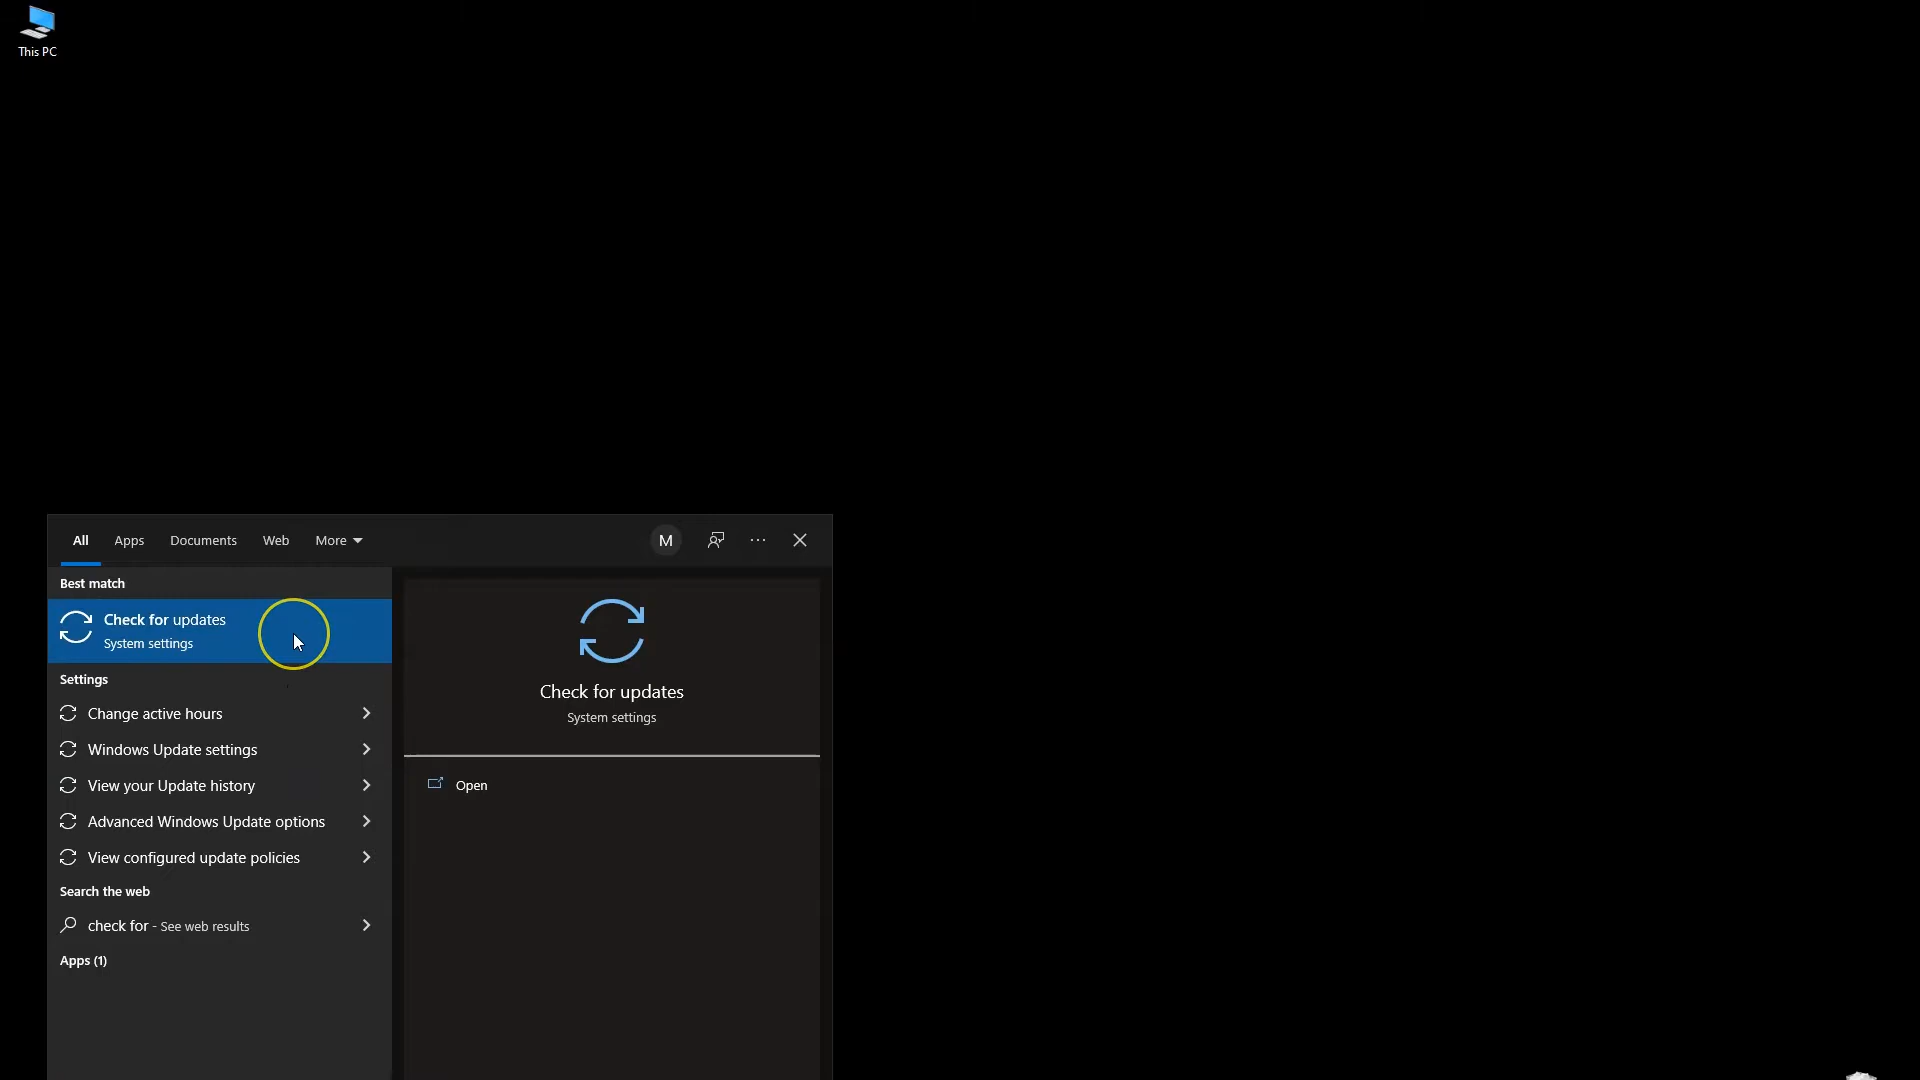 This PC
All Apps Documents Web More M
Best match
Check for updates
System settings
Settings
Change active hours
Windows Update settings
View your Update history
Advanced Windows Update options
View configured update policies
Search the web
check for - See web results
Apps (1)
Check for updates
System settings
Open